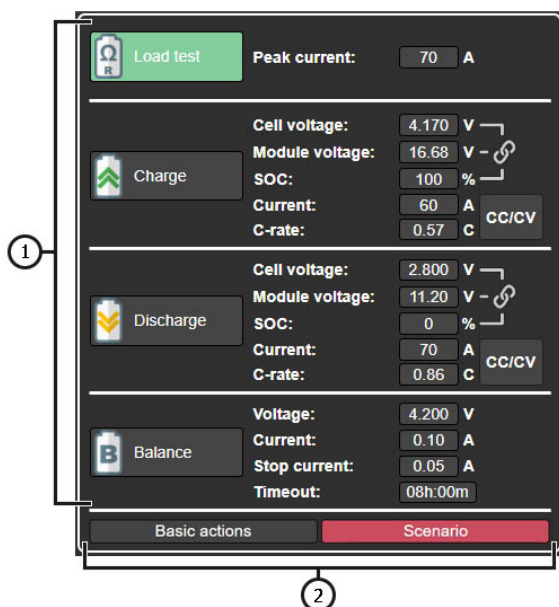 Ω
R
Load test
Peak current: 70 A
Cell voltage: 4.170 V
Module voltage: 16.68 V
Charge
SOC: 100 %
Current: 60 A
C-rate: 0.57 C
CC/CV
1
Cell voltage: 2.800 V
Module voltage: 11.20 V
Discharge
SOC: 0 %
Current: 70 A
C-rate: 0.86 C
CC/CV
Voltage: 4.200 V
B
Balance
Current: 0.10 A
Stop current: 0.05 A
Timeout: 08h:00m
Basic actions
Scenario
2